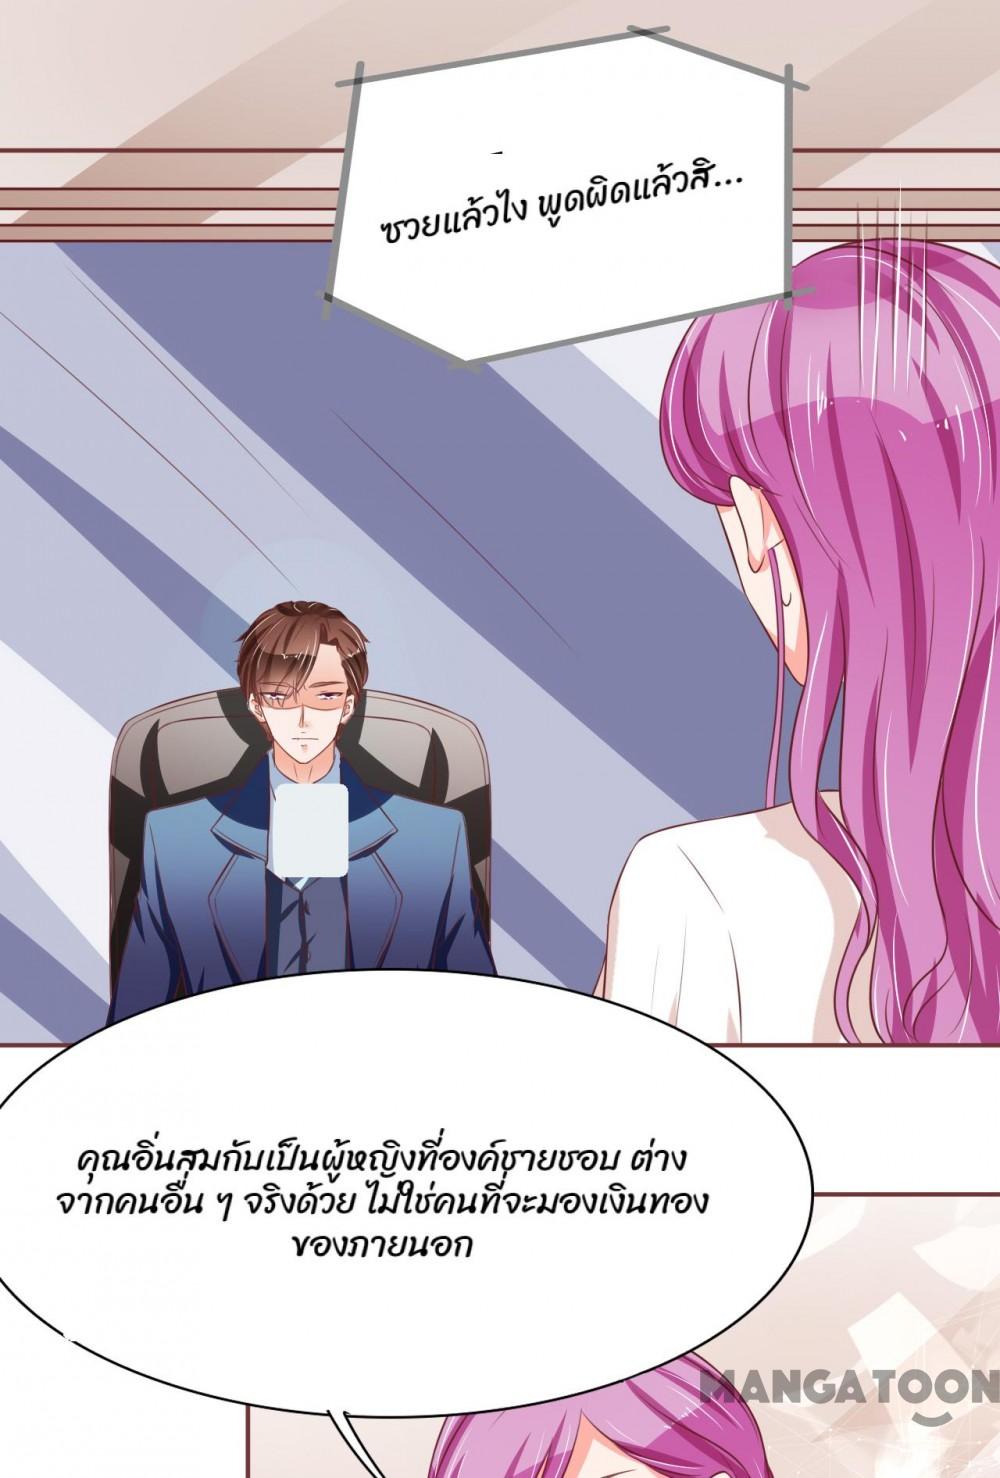 ซวยแล้วไง พูดผิดแล้วสิ...
คุณอิ่นสมกับเป็นผู้หญิงที่องค์ชายชอบ ต่าง
จากคนอื่น ๆ จริงด้วย ไม่ใช่คนที่จะมองเงินทอง
ของภายนอก
MANGATOON